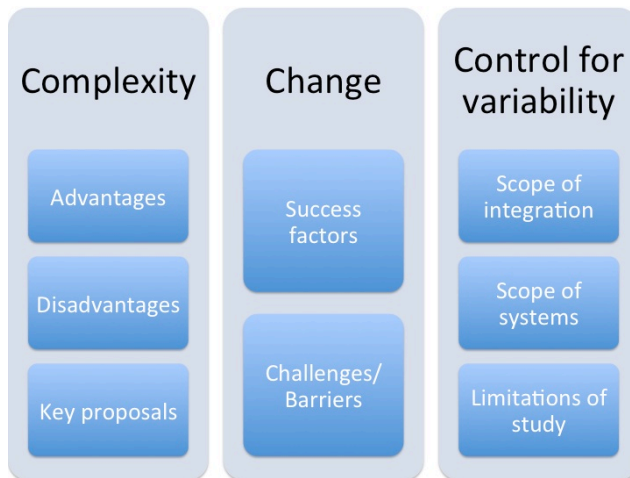 Complexity
Advantages
Disadvantages
Key proposals
Change
Success
factors
Challenges/
Barriers
Control for
variability
Scope of
integration
Scope of
systems
Limitations of
study